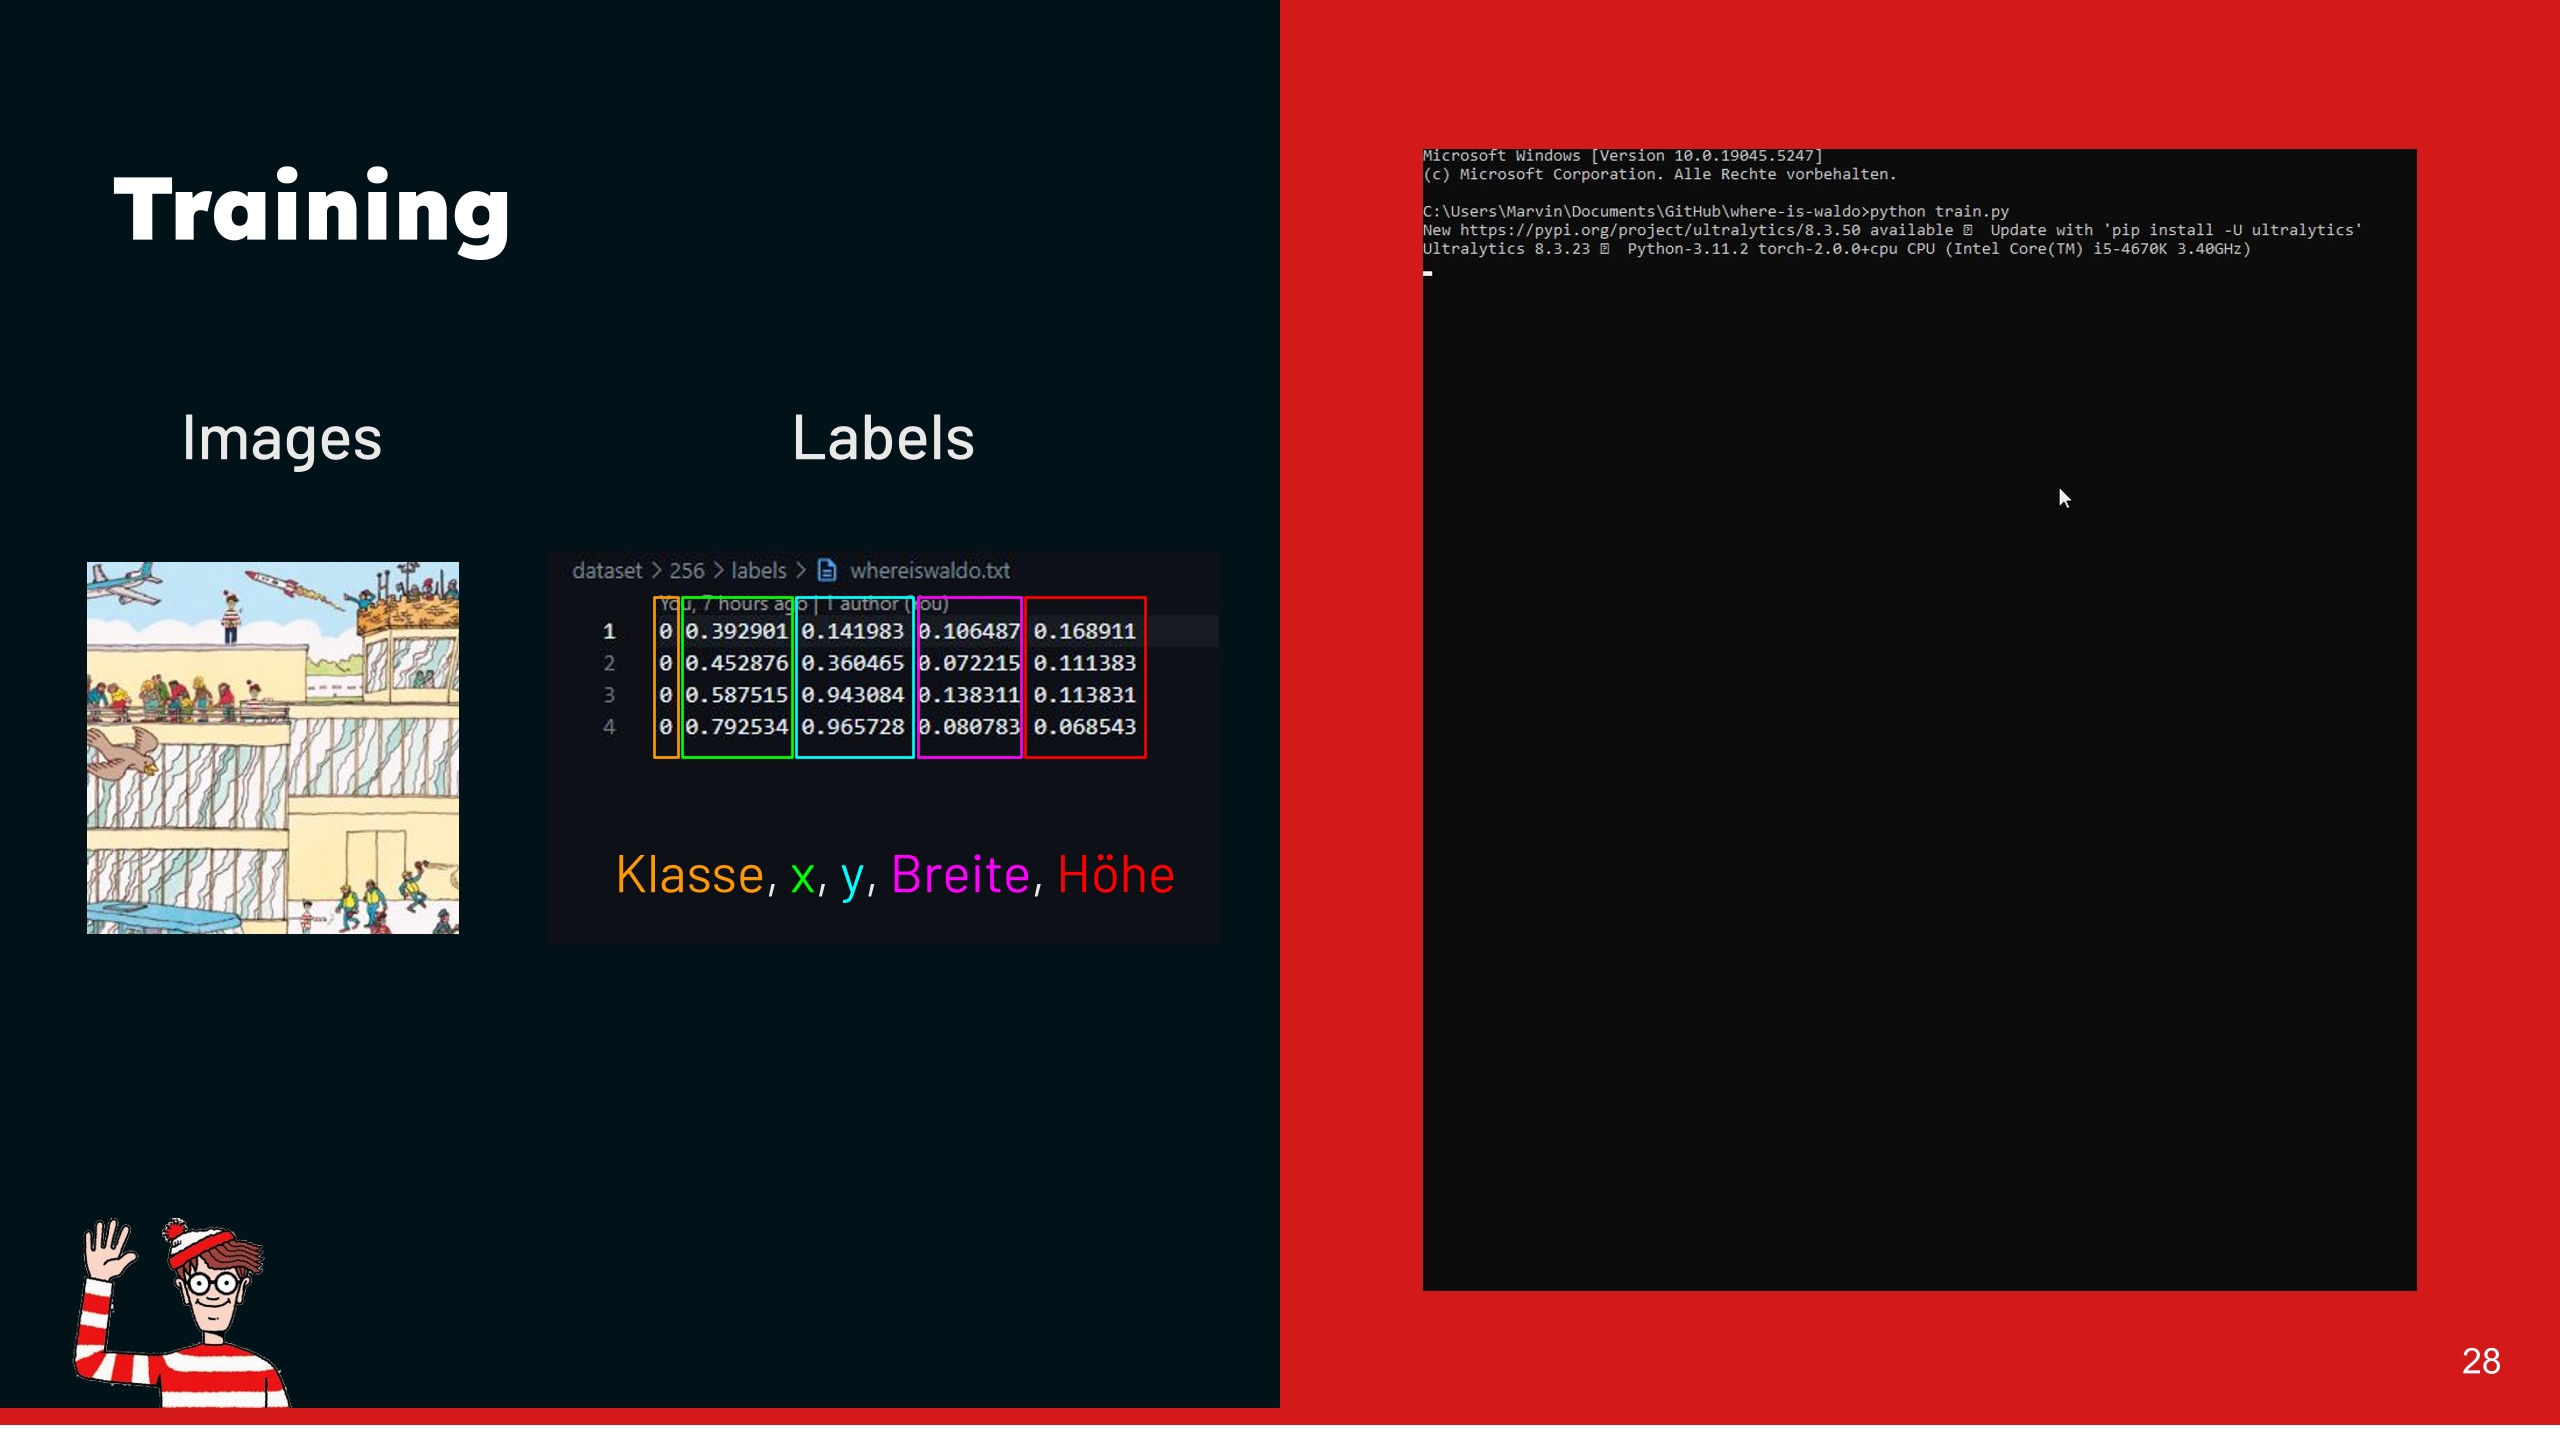 Training
Images
Labels
dataset > 256 > labels > whereiswaldo.txt
You, 7 hours ago | 1 author (You)
1 0 0.392901 0.141983 0.106487 0.168911
2 0 0.452876 0.360465 0.072215 0.111383
3 0 0.587515 0.943084 0.138311 0.113831
4 0 0.792534 0.965728 0.080783 0.068543
Klasse, x, y, Breite, Höhe
Microsoft Windows [Version 10.0.19045.5247]
(c) Microsoft Corporation. Alle Rechte vorbehalten.
C:\Users\Marvin\Documents\GitHub\where-is-waldo>python train.py
New https://pypi.org/project/ultralytics/8.3.50 available Update with 'pip install -U ultralytics'
Ultralytics 8.3.23 Python-3.11.2 torch-2.0.0+cpu CPU (Intel Core(TM) i5-4670K 3.40GHz)
28